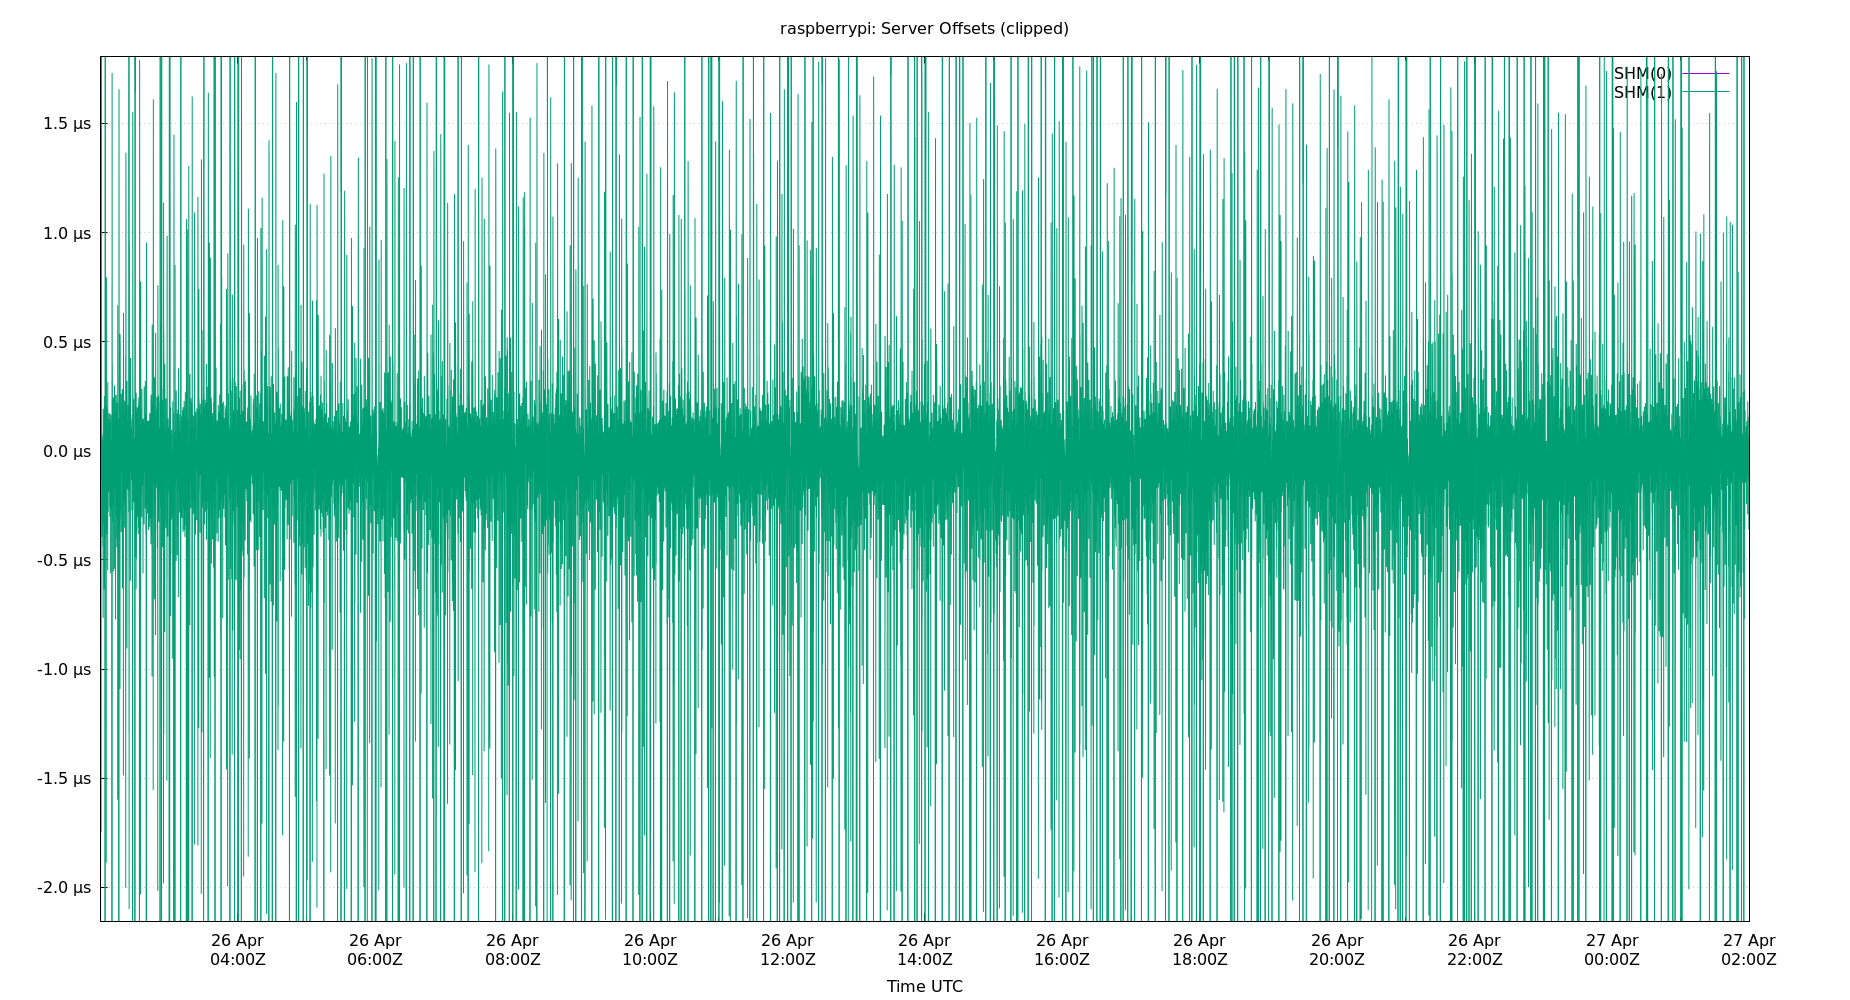 raspberrypi: Server Offsets (clipped)
SHM(0)
SHM(1)
1.5 µs
1.0 µs
0.5 µs
0.0 µs
-0.5 µs
-1.0 µs
-1.5 µs
-2.0 µs
26 Apr 26 Apr 26 Apr 26 Apr 26 Apr 26 Apr 26 Apr 26 Apr 26 Apr 26 Apr 27 Apr 27 Apr
04:00Z 06:00Z 08:00Z 10:00Z 12:00Z 14:00Z 16:00Z 18:00Z 20:00Z 22:00Z 00:00Z 02:00Z
Time UTC